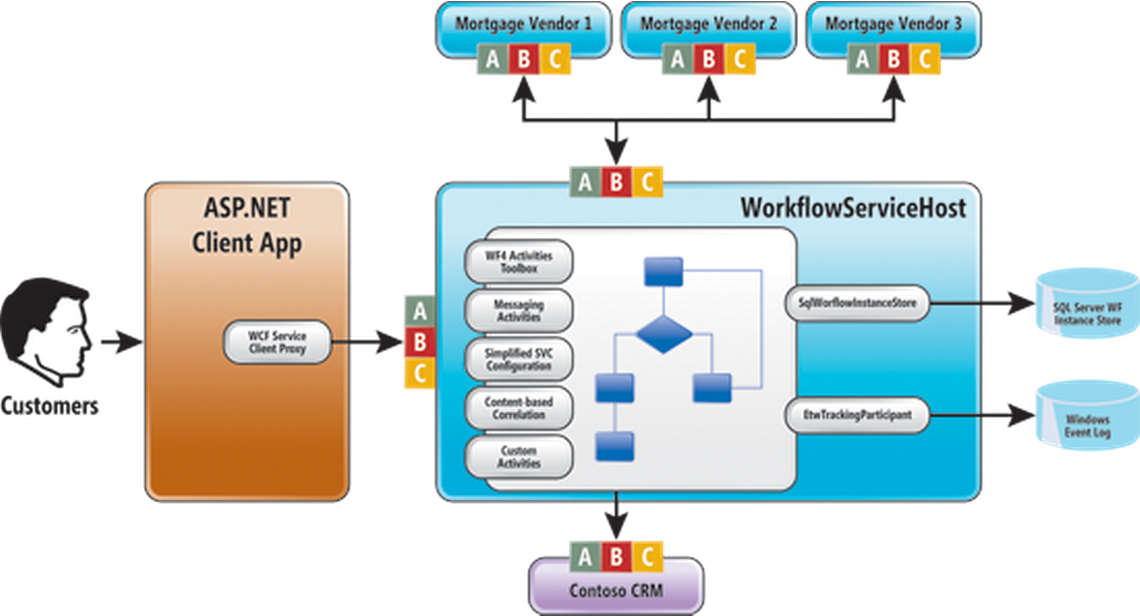 Mortgage Vendor 1
Mortgage Vendor 2
Mortgage Vendor 3
A B C
A B C
A B C
A B C
ASP.NET
Client App
WCF Service
Client Proxy
Customers
A
B
C
WorkflowServiceHost
WF4 Activities
Toolbox
Messaging
Activities
Simplified SVC
Configuration
Content-based
Correlation
Custom
Activities
SqlWorflowInstanceStore
EtwTrackingParticipant
SQL Server WF
Instance Store
Windows
Event Log
A B C
Contoso CRM